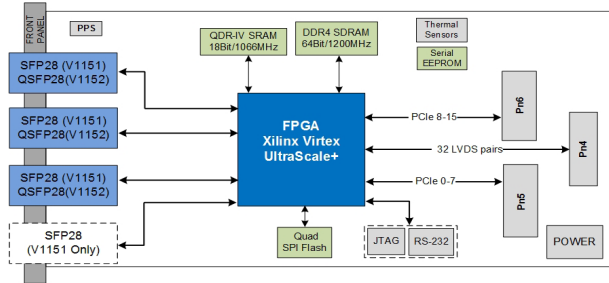 FRONT
PANEL
PPS
QDR-IV SRAM
18Bit/1066MHz
DDR4 SDRAM
64Bit/1200MHz
Thermal
Sensors
Serial
EEPROM
SFP28 (V1151)
QSFP28(V1152)
SFP28 (V1151)
QSFP28(V1152)
SFP28 (V1151)
QSFP28(V1152)
SFP28
(V1151 Only)
FPGA
Xilinx Virtex
UltraScale+
PCIe 8-15
Pn6
32 LVDS pairs
Pn4
PCIe 0-7
Pn5
Quad
SPI Flash
JTAG
RS-232
POWER